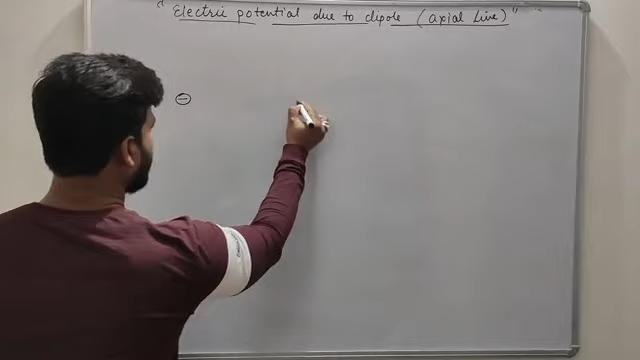 " Electric potential due to dipole ( axial line ) "
⊖